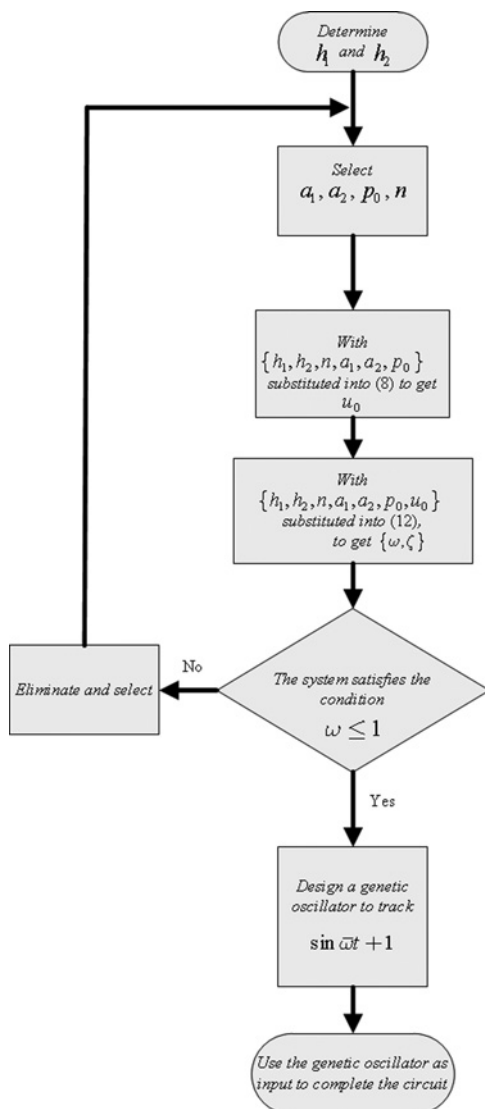 Determine
h₁ and h₂
Select
a₁, a₂, p₀, n
With
{h₁, h₂, n, a₁, a₂, p₀}
substituted into (8) to get
u₀
With
{h₁, h₂, n, a₁, a₂, p₀, u₀}
substituted into (12),
to get {ω, ζ}
No
Eliminate and select
The system satisfies the
condition
ω ≤ 1
Yes
Design a genetic
oscillator to track
sin ω̅t + 1
Use the genetic oscillator as
input to complete the circuit